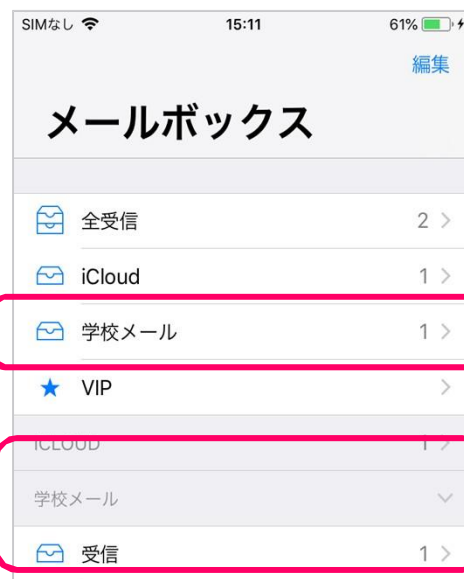 SIMなし 15:11 61%
編集
メールボックス
全受信 2
iCloud 1
学校メール 1
VIP
ICLOUD 1
学校メール
受信 1